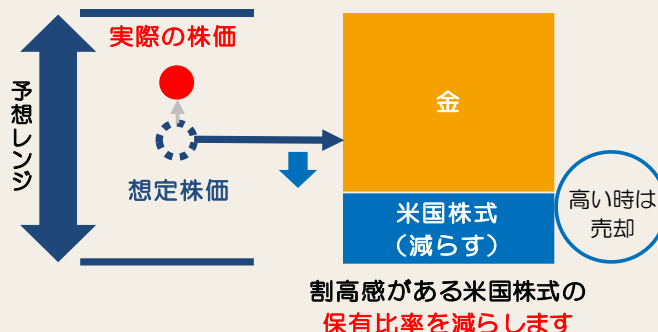 実際の株価
予想レンジ
想定株価
金
米国株式
（減らす）
高い時は
売却
割高感がある米国株式の
保有比率を減らします